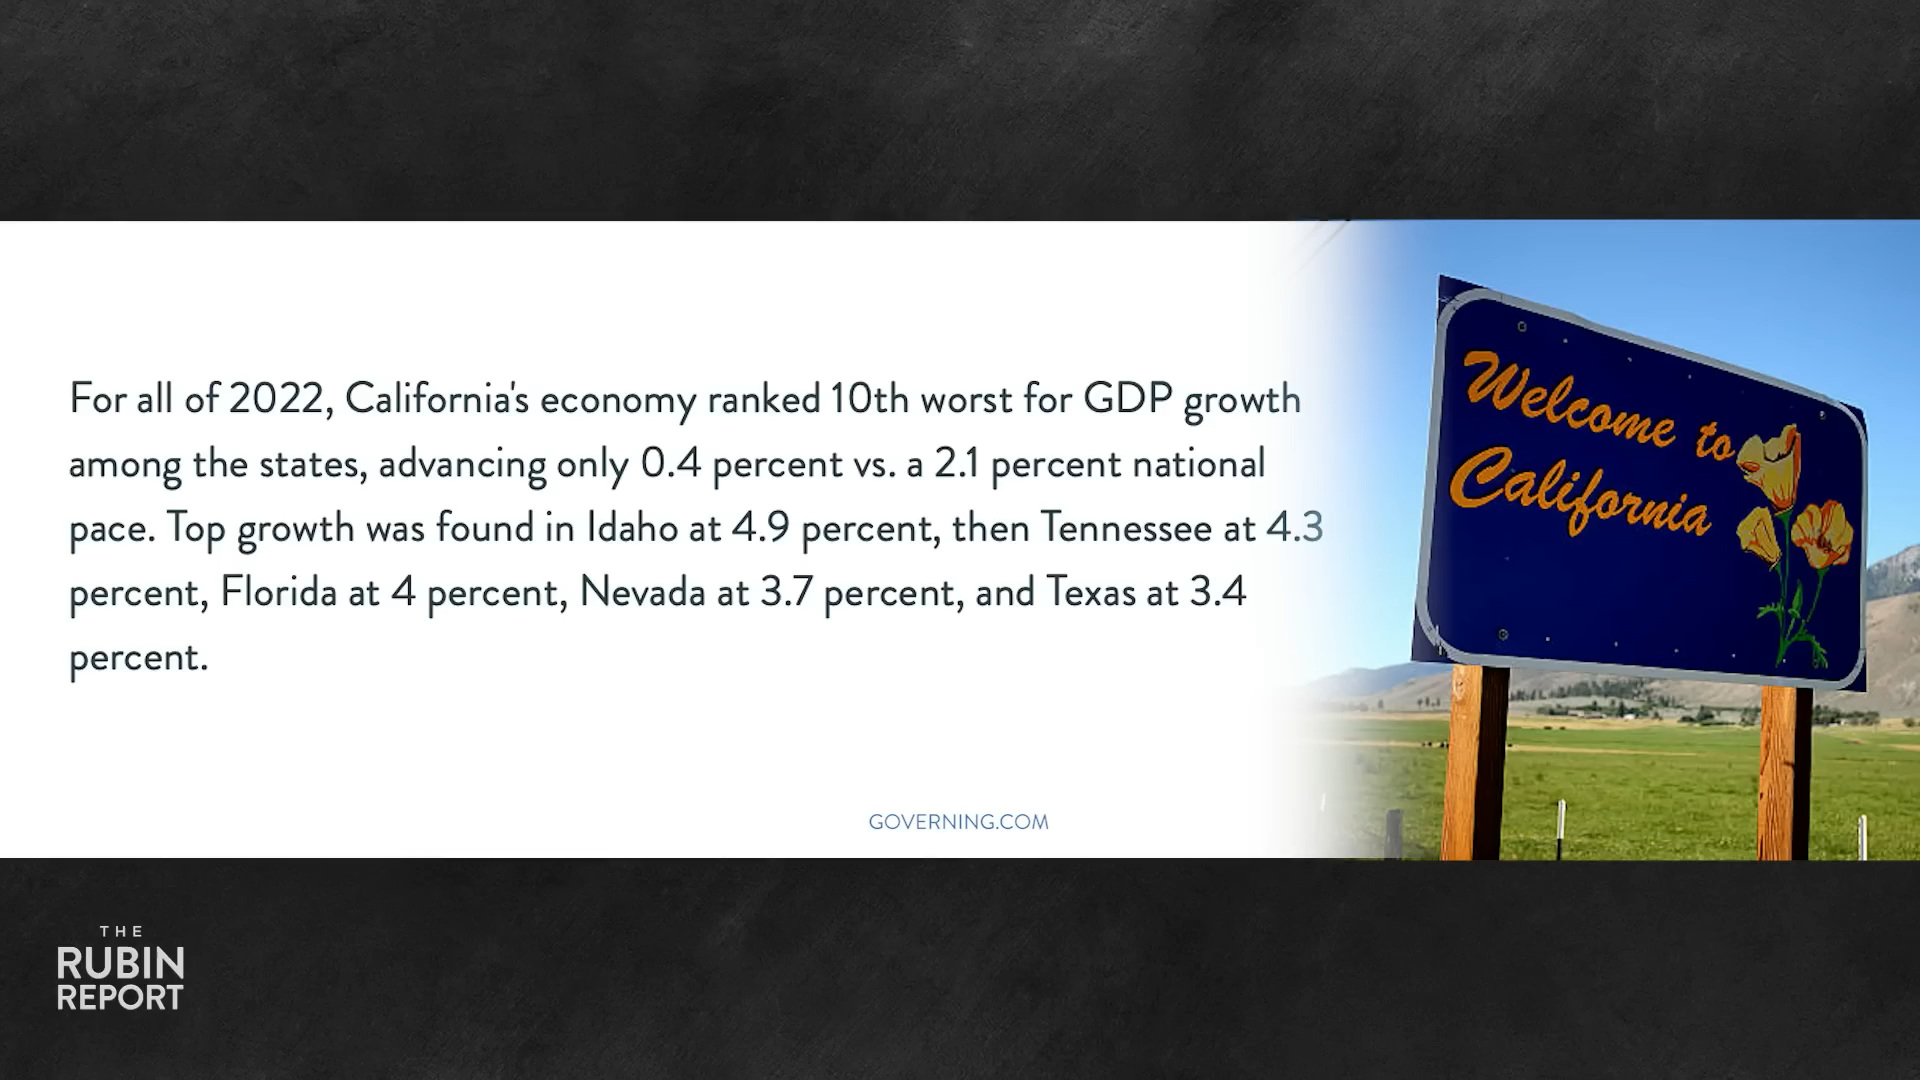 For all of 2022, California's economy ranked 10th worst for GDP growth
among the states, advancing only 0.4 percent vs. a 2.1 percent national
pace. Top growth was found in Idaho at 4.9 percent, then Tennessee at 4.3
percent, Florida at 4 percent, Nevada at 3.7 percent, and Texas at 3.4
percent.
GOVERNING.COM
Welcome to
California
THE
RUBIN
REPORT